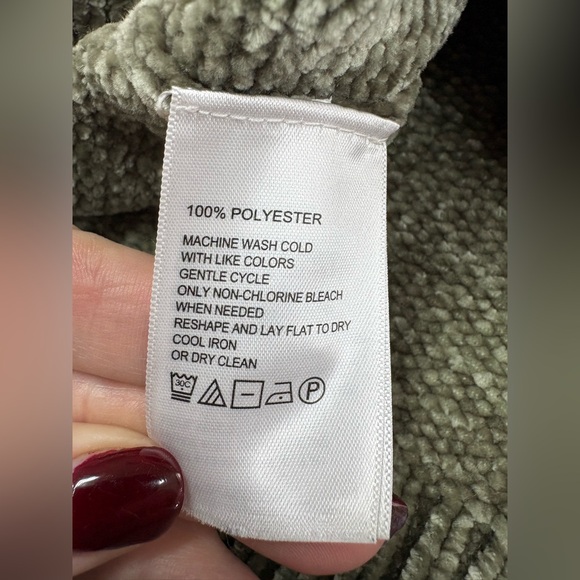 100% POLYESTER
MACHINE WASH COLD
WITH LIKE COLORS
GENTLE CYCLE
ONLY NON-CHLORINE BLEACH
WHEN NEEDED
RESHAPE AND LAY FLAT TO DRY
COOL IRON
OR DRY CLEAN
30C P